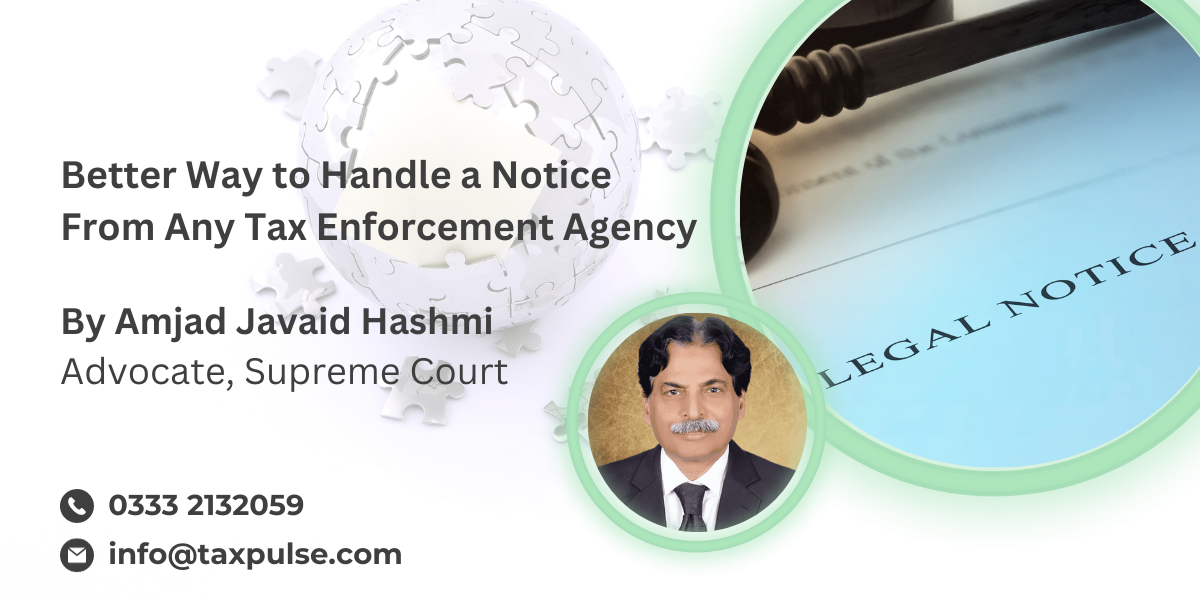 Better Way to Handle a Notice
From Any Tax Enforcement Agency
By Amjad Javaid Hashmi
Advocate, Supreme Court
0333 2132059
info@taxpulse.com
LEGAL NOTICE